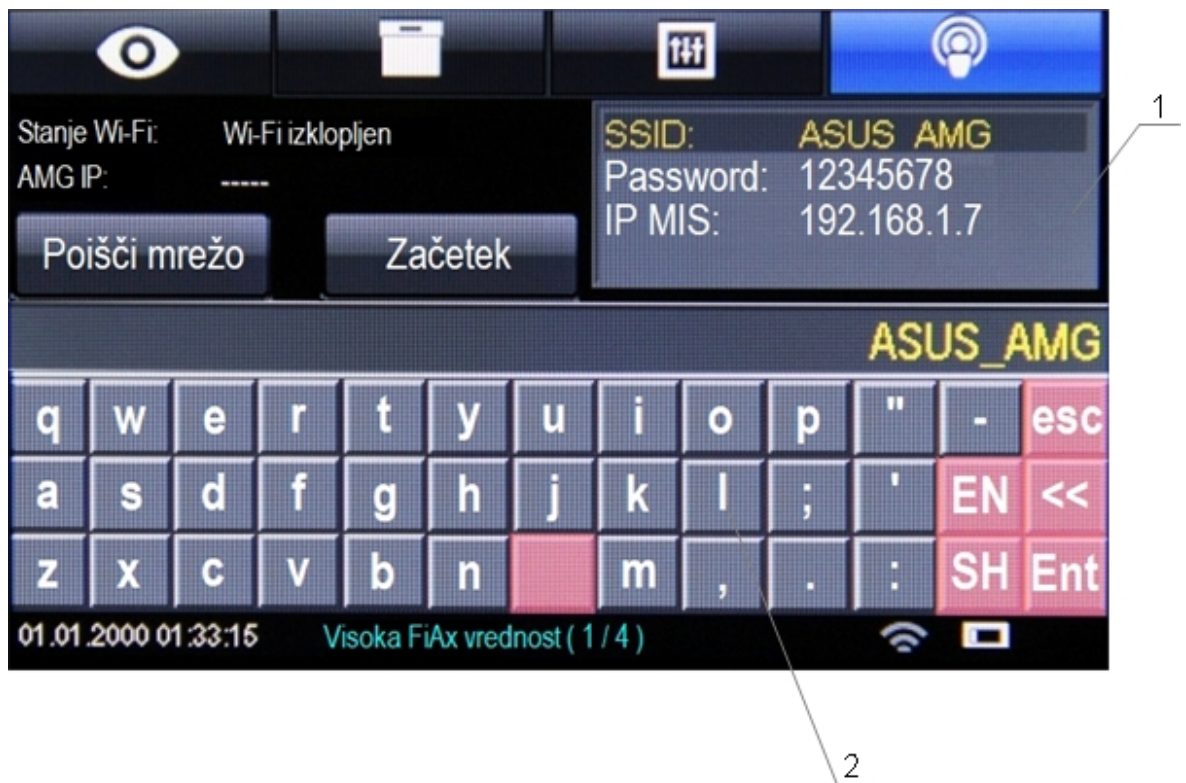 Stanje Wi-Fi: Wi-Fi izklopljen
AMG IP: -----
Poišči mrežo Začetek
SSID: ASUS AMG
Password: 12345678
IP MIS: 192.168.1.7
1
ASUS_AMG
q w e r t y u i o p " - esc
a s d f g h j k l ; ' EN <<
z x c v b n m , . : SH Ent
01.01.2000 01:33:15 Visoka FiAx vrednost ( 1 / 4 )
2